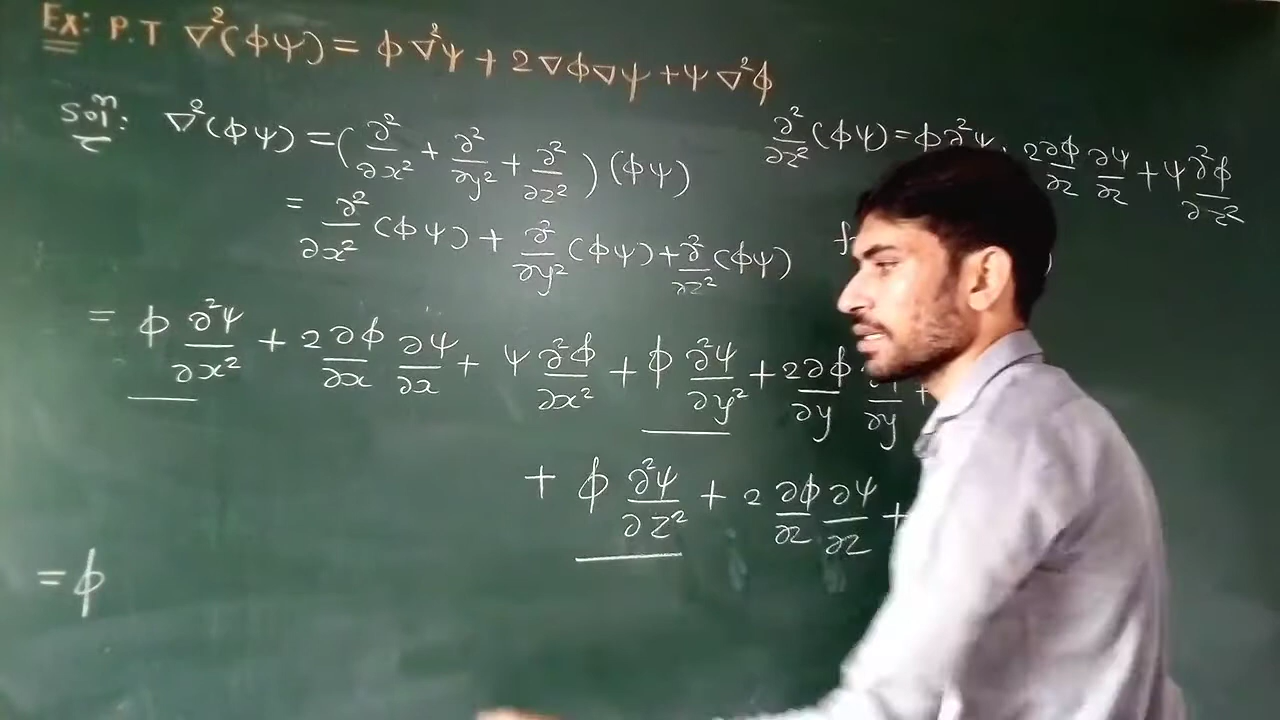 Ex: P.T ∇²(ϕψ) = ϕ∇²ψ + 2∇ϕ∇ψ + ψ∇²ϕ
Solⁿ: ∇²(ϕψ) = (∂²/∂x² + ∂²/∂y² + ∂²/∂z²)(ϕψ)
= ∂²/∂x² (ϕψ) + ∂²/∂y² (ϕψ) + ∂²/∂z² (ϕψ)
= ϕ ∂²ψ/∂x² + 2∂ϕ/∂x ∂ψ/∂x + ψ ∂²ϕ/∂x² + ϕ ∂²ψ/∂y² + 2∂ϕ/∂y ∂ψ/∂y +
+ ϕ ∂²ψ/∂z² + 2 ∂ϕ/∂z ∂ψ/∂z +
= ϕ
∂²/∂z² (ϕψ) = ϕ∂²ψ 2∂ϕ/∂z ∂ψ/∂z + ψ ∂²ϕ/∂z²